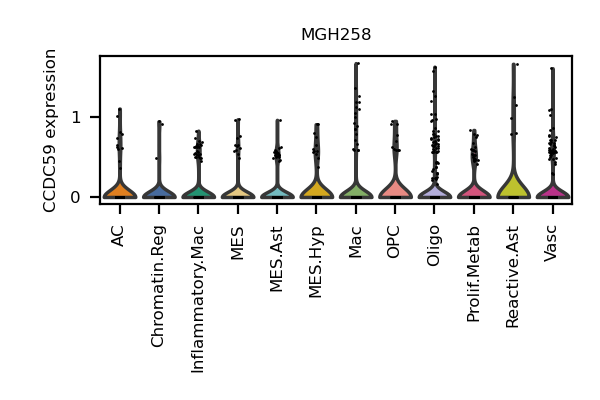 MGH258
CCDC59 expression
1
0
AC
Chromatin.Reg
Inflammatory.Mac
MES
MES.Ast
MES.Hyp
Mac
OPC
Oligo
Prolif.Metab
Reactive.Ast
Vasc